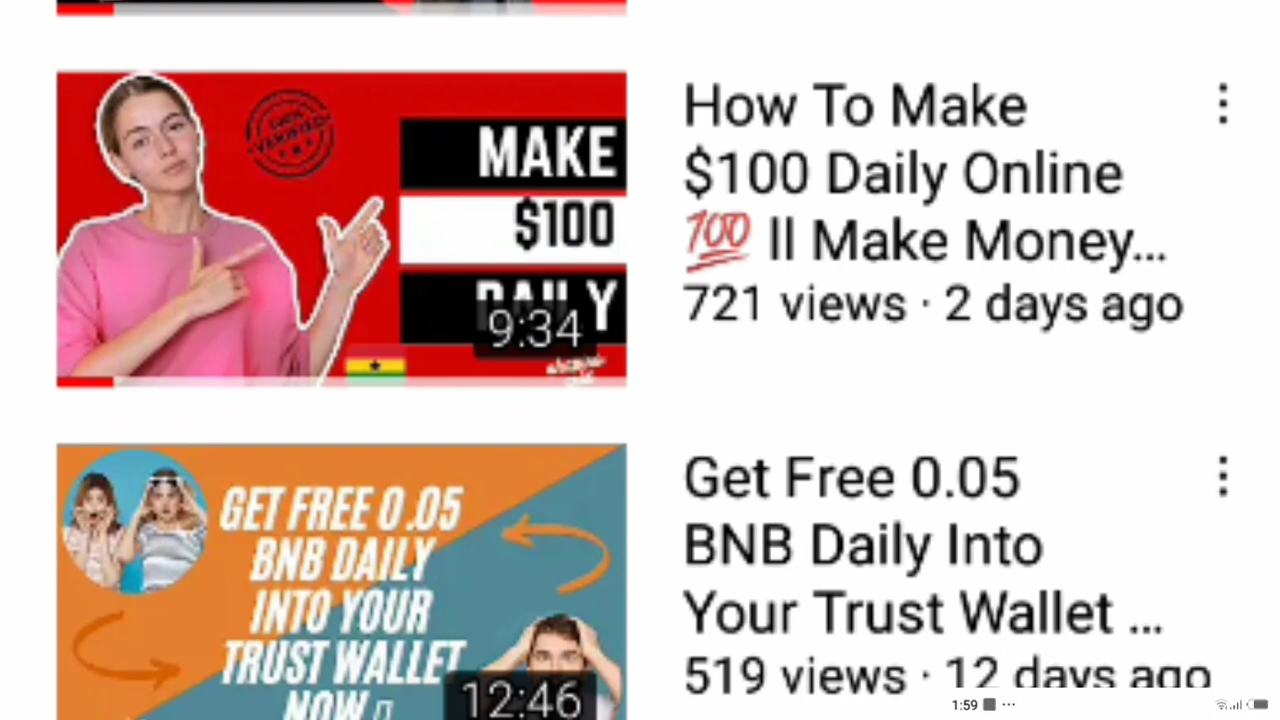 How To Make
$100 Daily Online
💯 ll Make Money...
721 views · 2 days ago
MAKE
$100
DAILY
9:34
Get Free 0.05
BNB Daily Into
Your Trust Wallet ...
519 views · 12 days ago
GET FREE 0.05
BNB DAILY
INTO YOUR
TRUST WALLET
NOW
12:46
1:59